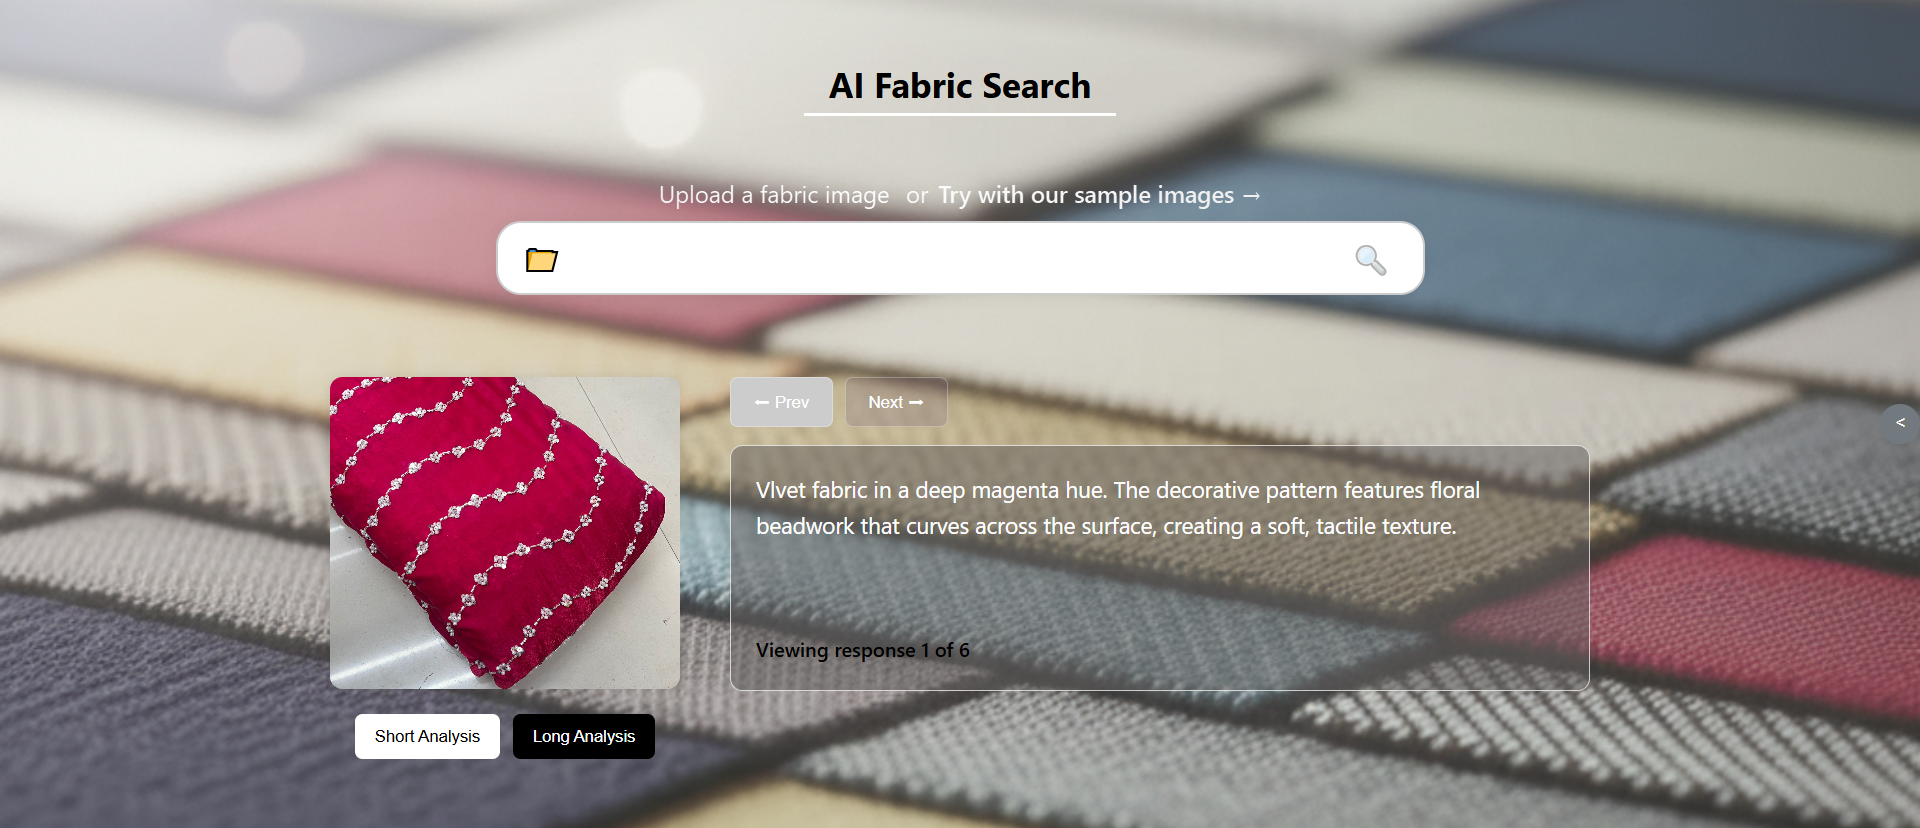 AI Fabric Search
Upload a fabric image or Try with our sample images →
← Prev
Next →
<
Vlvet fabric in a deep magenta hue. The decorative pattern features floral
beadwork that curves across the surface, creating a soft, tactile texture.
Viewing response 1 of 6
Short Analysis
Long Analysis